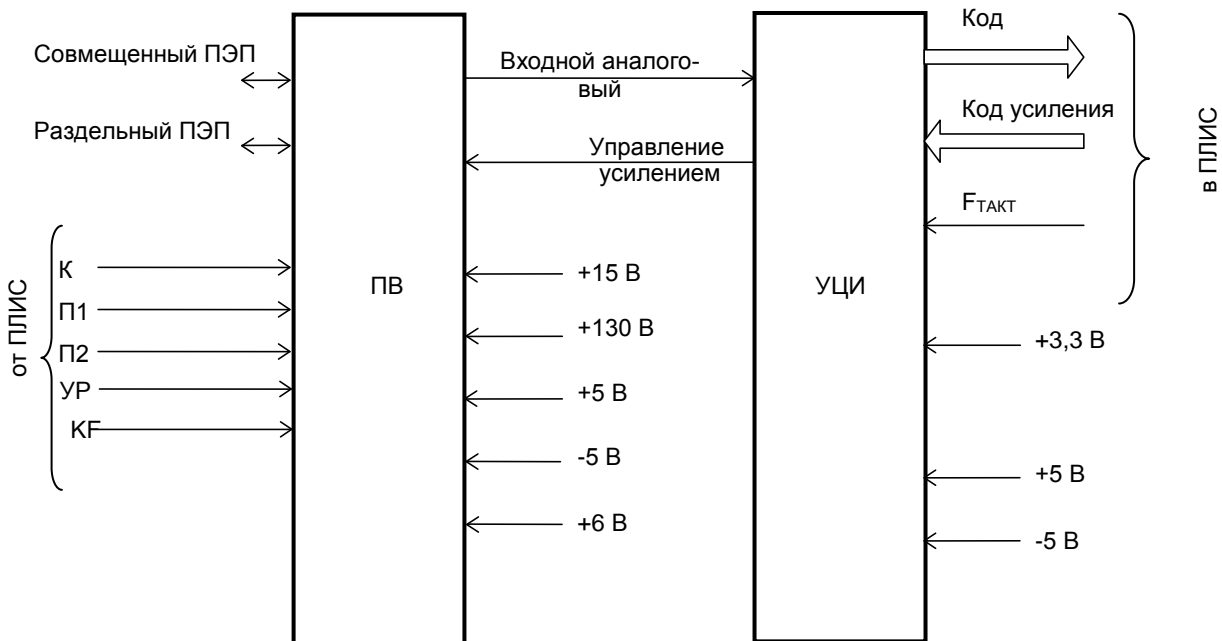 Совмещенный ПЭП
Раздельный ПЭП
от ПЛИС
К
П1
П2
УР
KF
ПВ
Входной аналого-
вый
Управление
усилением
+15 В
+130 В
+5 В
-5 В
+6 В
УЦИ
Код
Код усиления
FТАКТ
в ПЛИС
+3,3 В
+5 В
-5 В